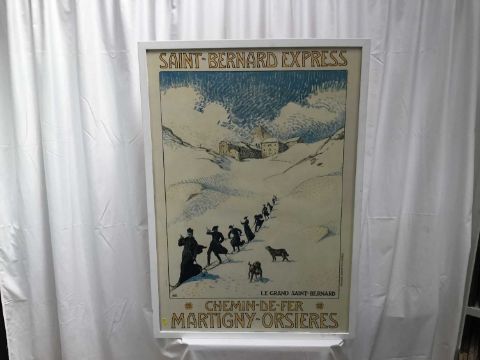 SAINT-BERNARD EXPRESS
LE GRAND SAINT-BERNARD
CHEMIN-DE-FER
MARTIGNY-ORSIERES